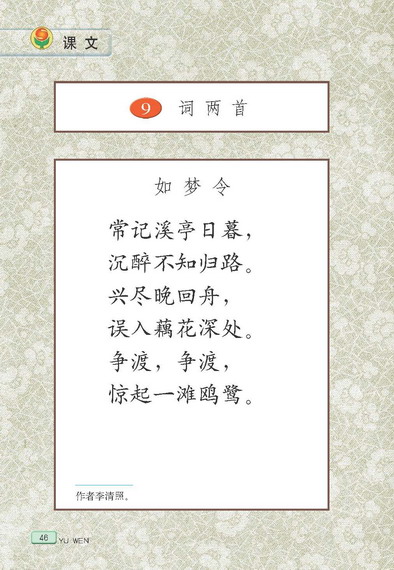 课文
9 词两首
如梦令
常记溪亭日暮，
沉醉不知归路。
兴尽晚回舟，
误入藕花深处。
争渡，争渡，
惊起一滩鸥鹭。
作者李清照。
46 YU WEN